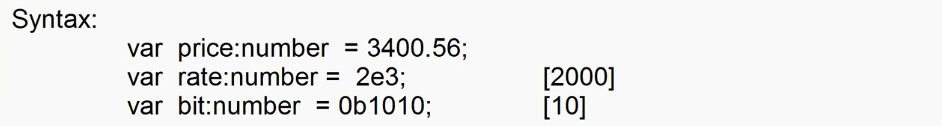 Syntax:
var price:number = 3400.56;
var rate:number = 2e3; [2000]
var bit:number = 0b1010; [10]